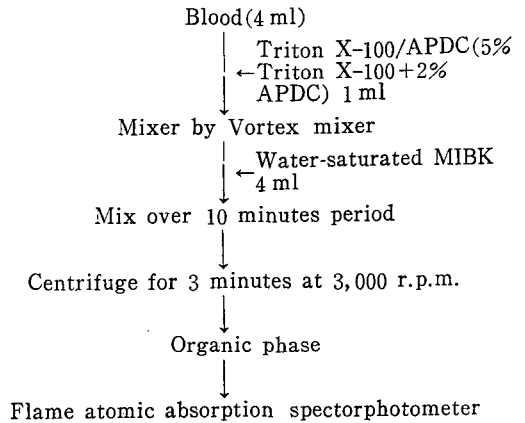 Blood(4 ml)
Triton X-100/APDC(5%
Triton X-100+2%
APDC) 1 ml
Mixer by Vortex mixer
Water-saturated MIBK
4 ml
Mix over 10 minutes period
Centrifuge for 3 minutes at 3,000 r.p.m.
Organic phase
Flame atomic absorption spectorphotometer